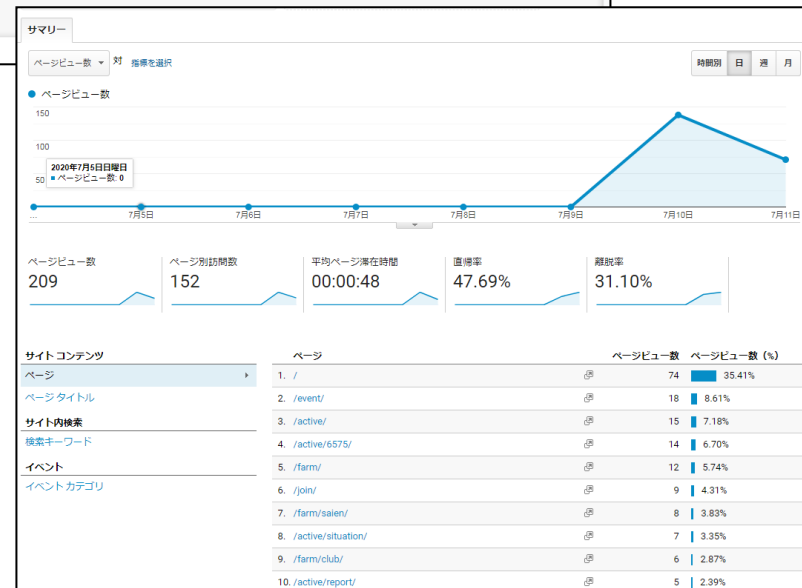 サマリー
ページビュー数 対 指標を選択
時間別 日 週 月
ページビュー数
150
100
50
2020年7月5日日曜日
ページビュー数: 0
... 7月5日 7月6日 7月7日 7月8日 7月9日 7月10日 7月11日
ページビュー数 ページ別訪問数 平均ページ滞在時間 直帰率 離脱率
209 152 00:00:48 47.69% 31.10%
サイト コンテンツ
ページ
ページ タイトル
サイト内検索
検索キーワード
イベント
イベント カテゴリ
ページ ページビュー数 ページビュー数 (%)
1. / 74 35.41%
2. /event/ 18 8.61%
3. /active/ 15 7.18%
4. /active/6575/ 14 6.70%
5. /farm/ 12 5.74%
6. /join/ 9 4.31%
7. /farm/saien/ 8 3.83%
8. /active/situation/ 7 3.35%
9. /farm/club/ 6 2.87%
10. /active/report/ 5 2.39%